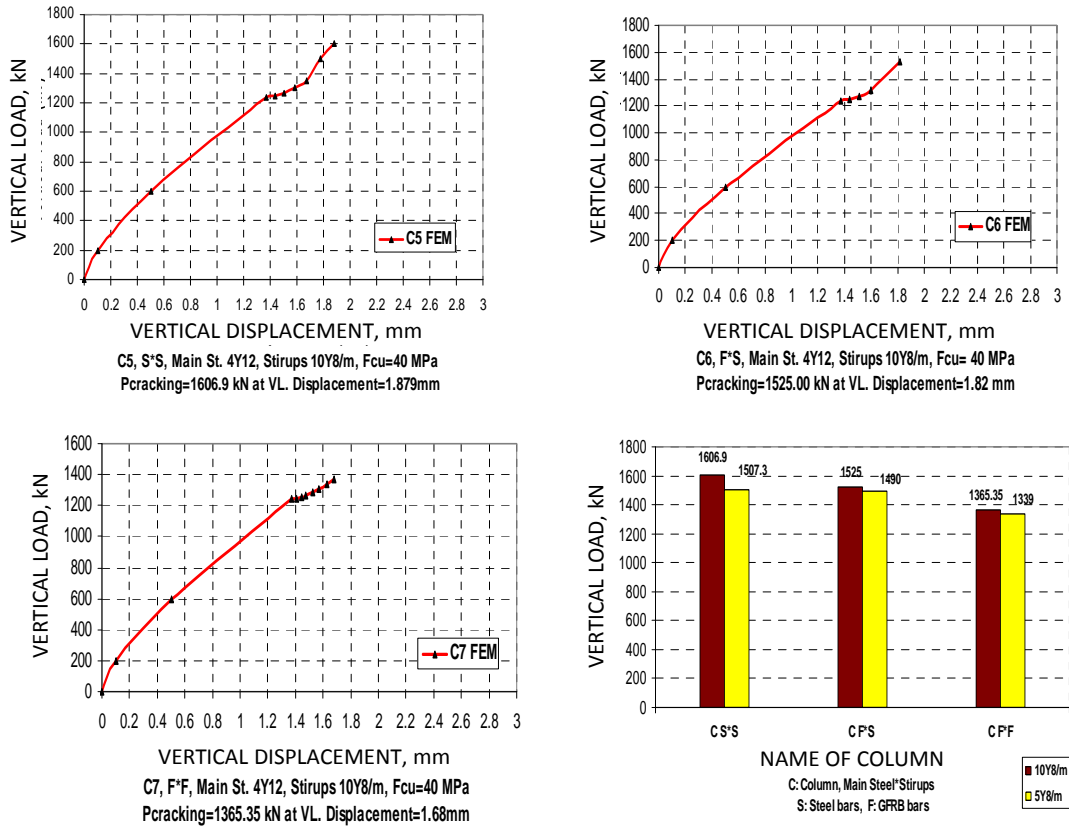 VERTICAL LOAD, kN
1800
1600
1400
1200
1000
800
600
400
200
0
0 0.2 0.4 0.6 0.8 1 1.2 1.4 1.6 1.8 2 2.2 2.4 2.6 2.8 3
C5 FEM
VERTICAL DISPLACEMENT, mm
C5, S*S, Main St. 4Y12, Stirups 10Y8/m, Fcu=40 MPa
Pcracking=1606.9 kN at VL. Displacement=1.879mm
VERTICAL LOAD, kN
1800
1600
1400
1200
1000
800
600
400
200
0
0 0.2 0.4 0.6 0.8 1 1.2 1.4 1.6 1.8 2 2.2 2.4 2.6 2.8 3
C6 FEM
VERTICAL DISPLACEMENT, mm
C6, F*S, Main St. 4Y12, Stirups 10Y8/m, Fcu= 40 MPa
Pcracking=1525.00 kN at VL. Displacement=1.82 mm
VERTICAL LOAD, kN
1600
1400
1200
1000
800
600
400
200
0
0 0.2 0.4 0.6 0.8 1 1.2 1.4 1.6 1.8 2 2.2 2.4 2.6 2.8 3
C7 FEM
VERTICAL DISPLACEMENT, mm
C7, F*F, Main St. 4Y12, Stirups 10Y8/m, Fcu=40 MPa
Pcracking=1365.35 kN at VL. Displacement=1.68mm
VERTICAL LOAD, kN
1800
1600
1400
1200
1000
800
600
400
200
0
1606.9
1507.3
1525
1490
1365.35
1339
C S*S C F*S C F*F
NAME OF COLUMN
C: Column, Main Steel*Stirups
S: Steel bars, F: GFRB bars
10Y8/m
5Y8/m